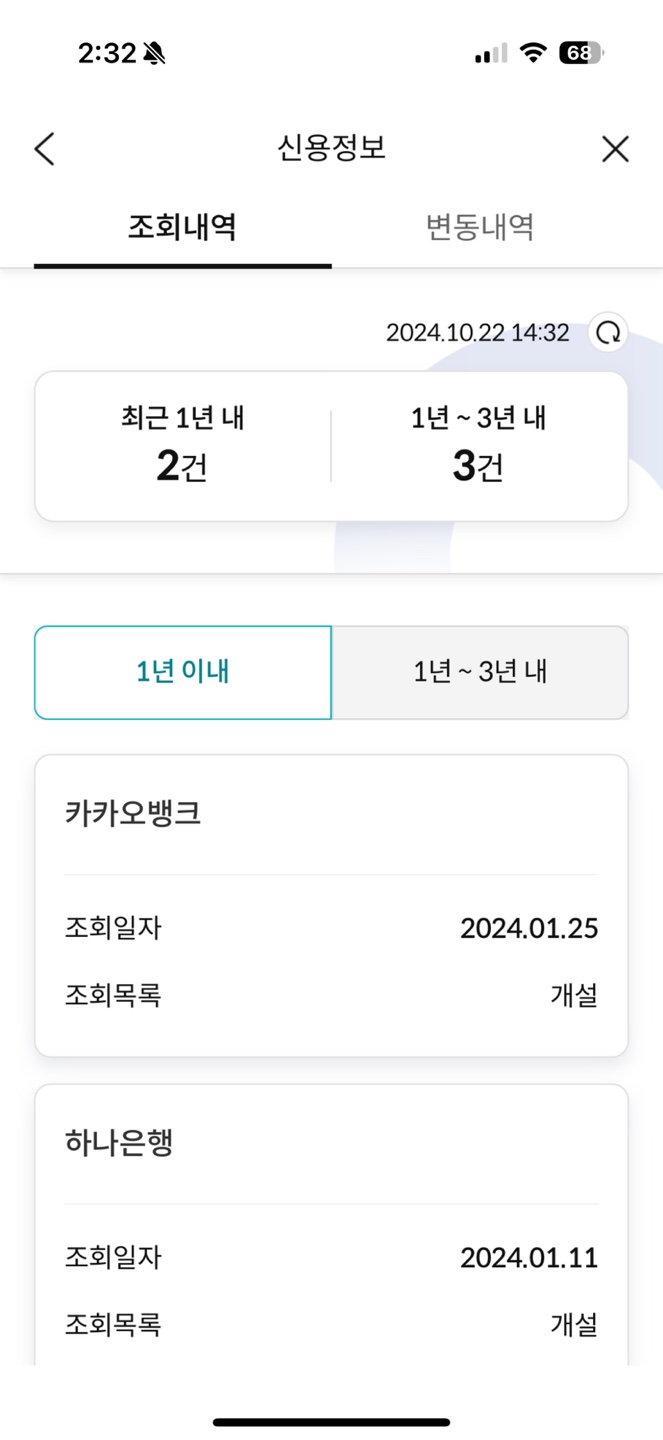 2:32
68
신용정보
조회내역 변동내역
2024.10.22 14:32
최근 1년 내 1년 ~ 3년 내
2건 3건
1년 이내 1년 ~ 3년 내
카카오뱅크
조회일자 2024.01.25
조회목록 개설
하나은행
조회일자 2024.01.11
조회목록 개설